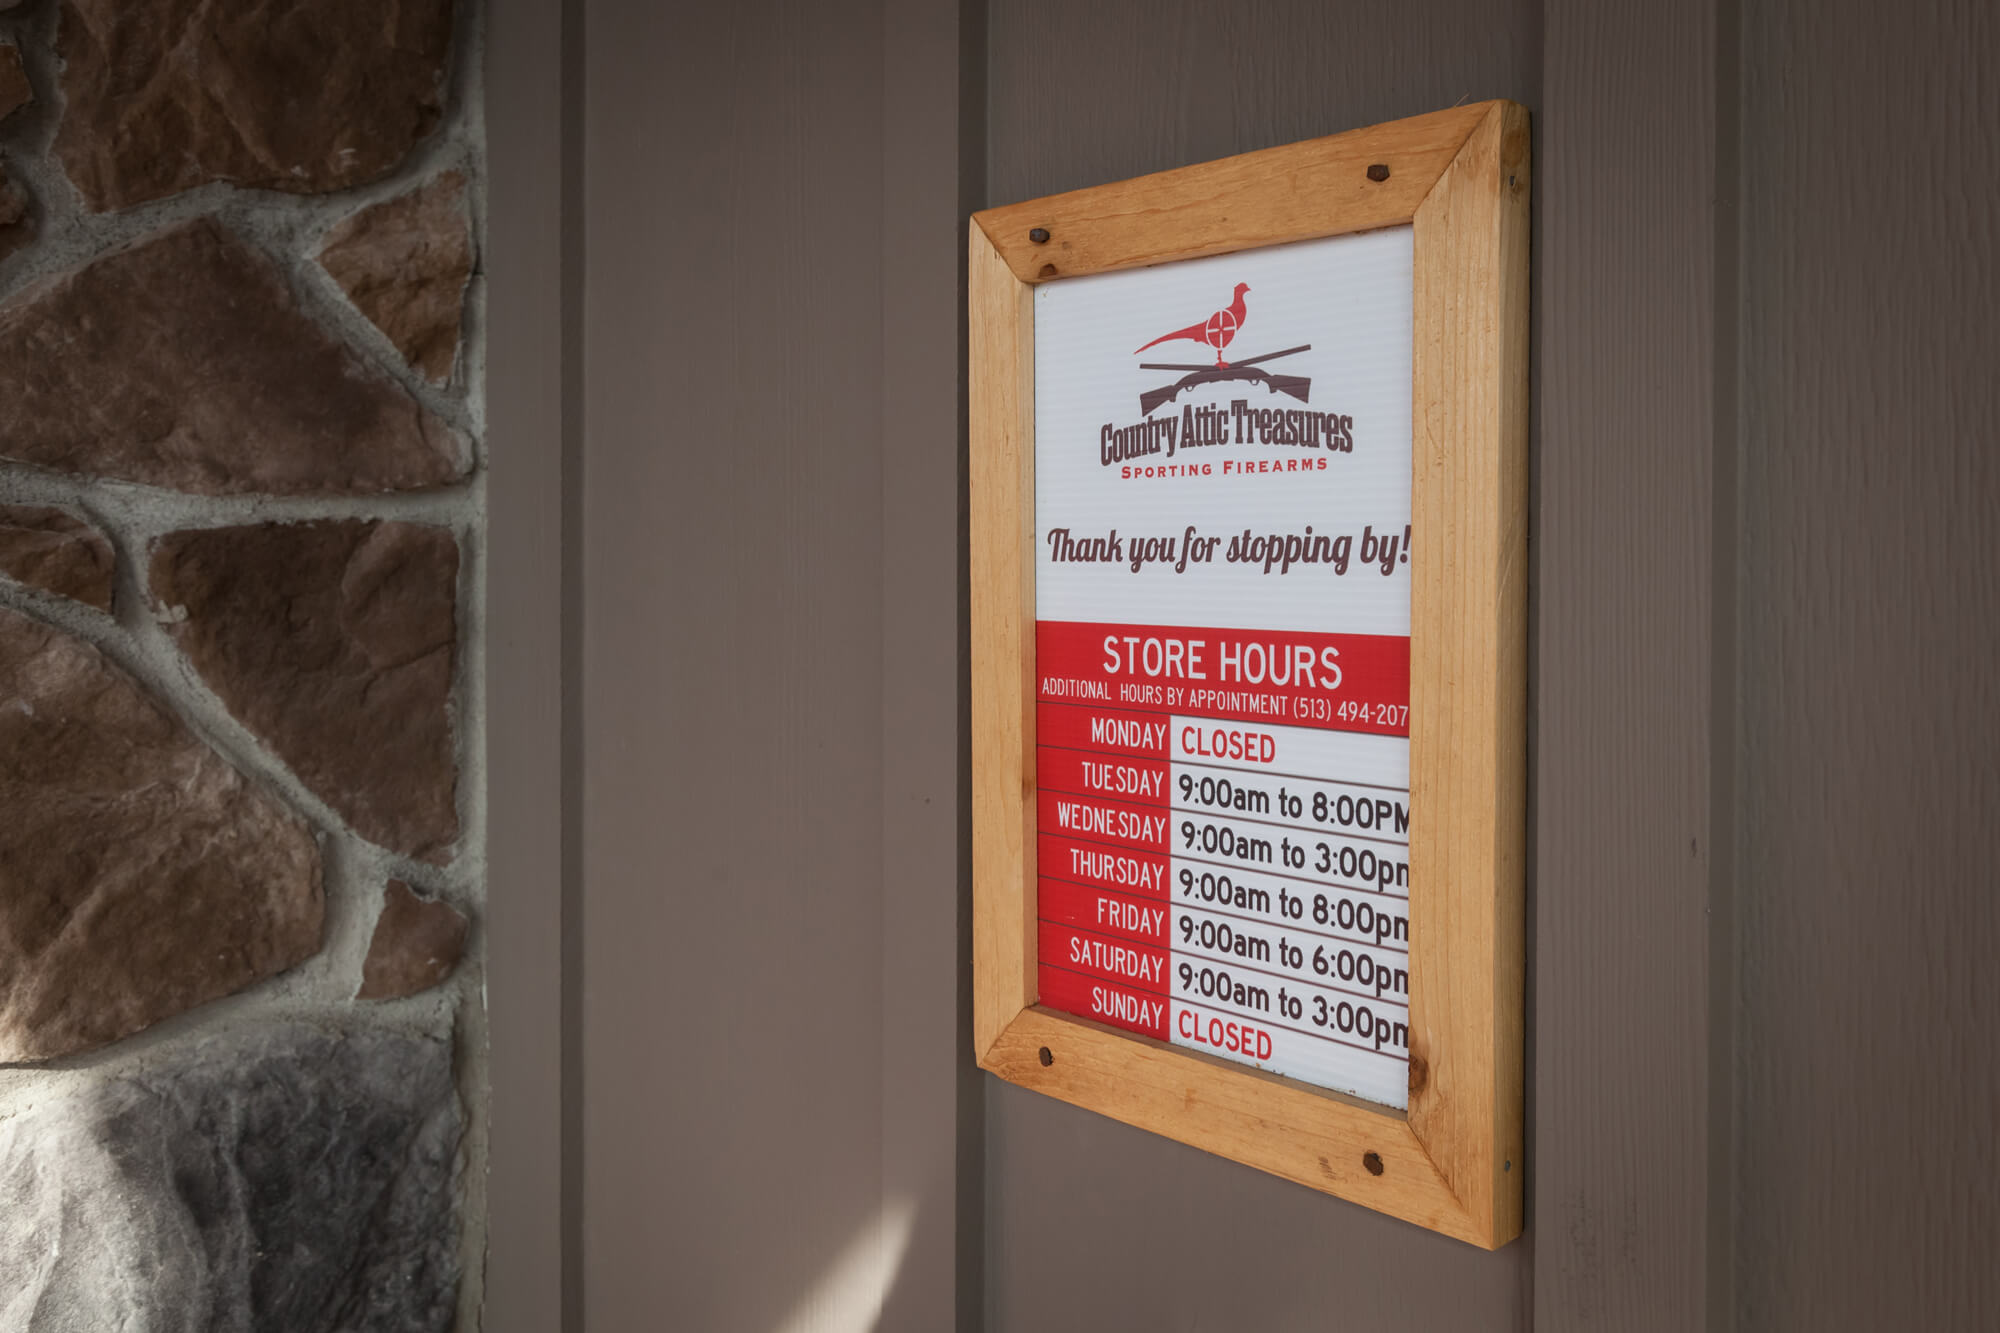 Country Attic Treasures
SPORTING FIREARMS
Thank you for stopping by!
STORE HOURS
ADDITIONAL HOURS BY APPOINTMENT (513) 494-207
MONDAY CLOSED
TUESDAY 9:00am to 8:00PM
WEDNESDAY 9:00am to 3:00pm
THURSDAY 9:00am to 8:00pm
FRIDAY 9:00am to 6:00pm
SATURDAY 9:00am to 3:00pm
SUNDAY CLOSED